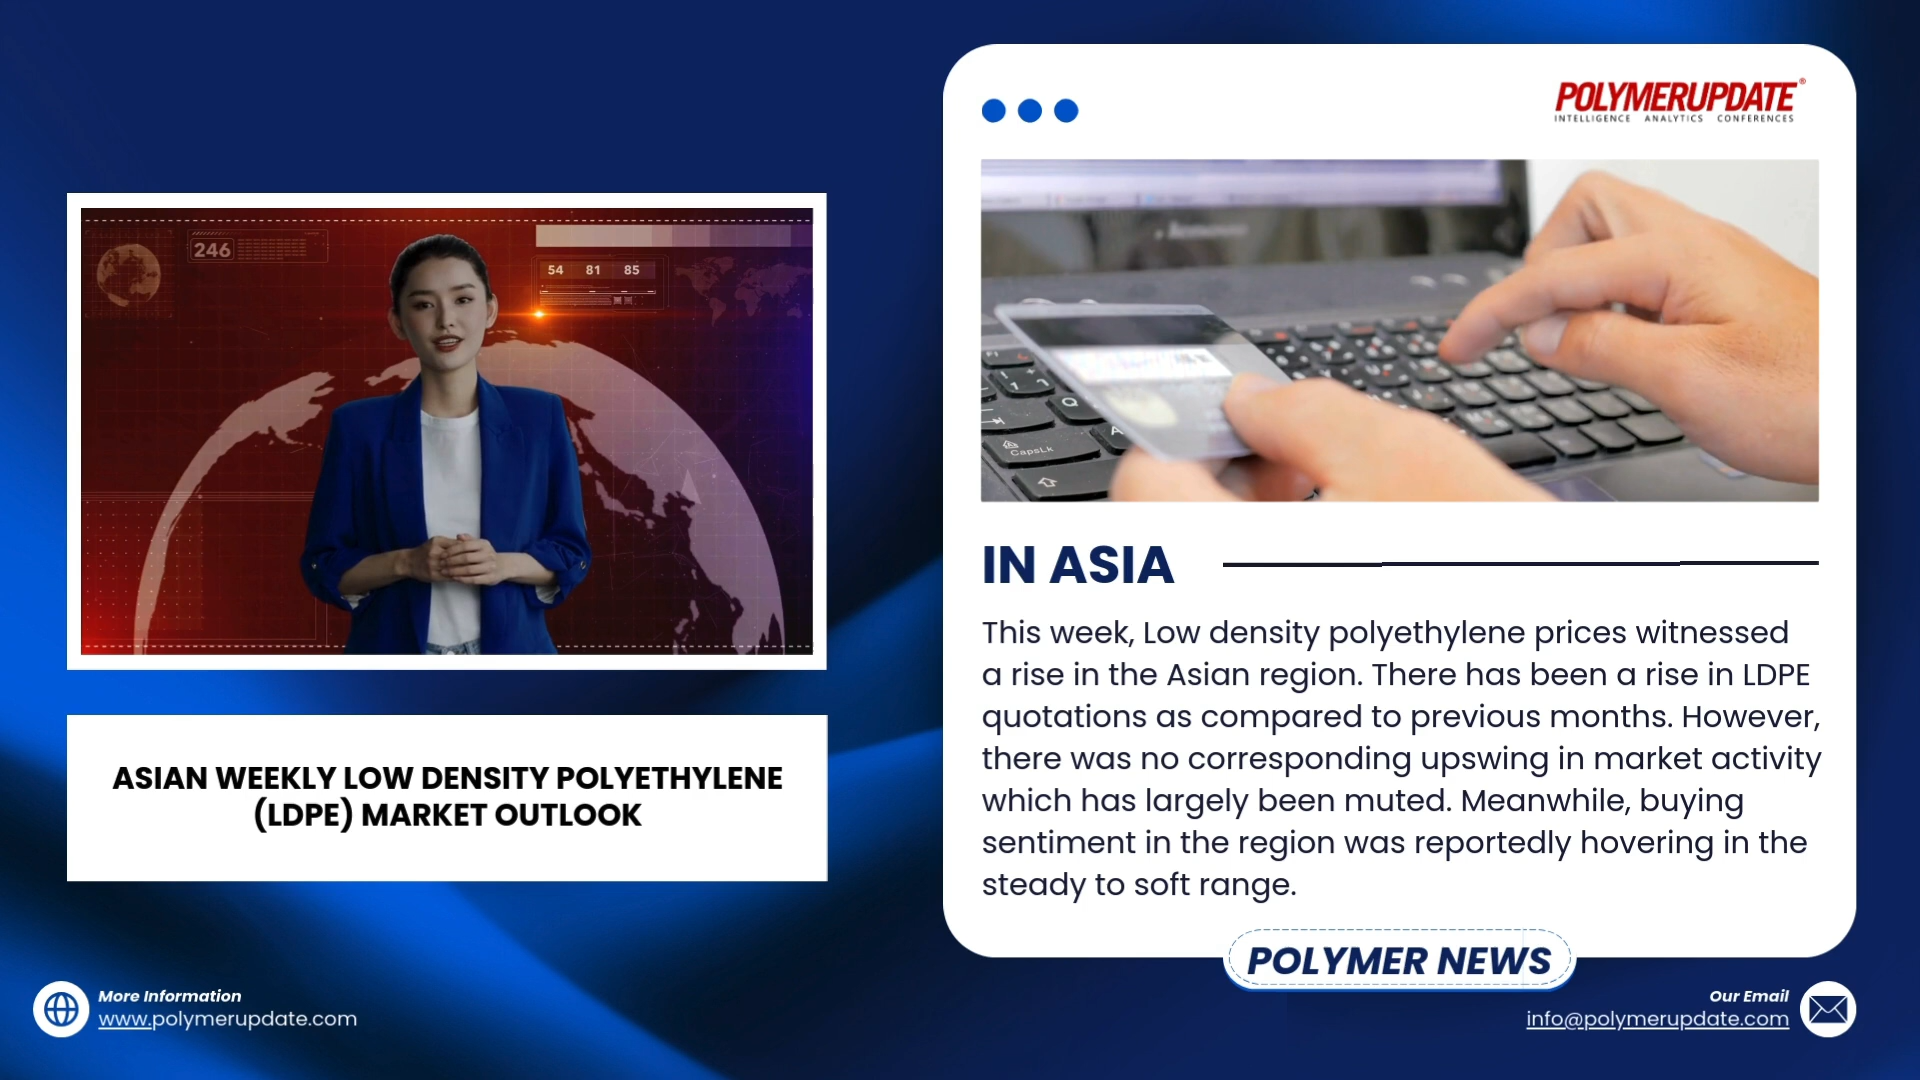 246
54 81 85
ASIAN WEEKLY LOW DENSITY POLYETHYLENE
(LDPE) MARKET OUTLOOK
POLYMERUPDATE®
INTELLIGENCE ANALYTICS CONFERENCES
Q
A
CapsLk
IN ASIA
This week, Low density polyethylene prices witnessed
a rise in the Asian region. There has been a rise in LDPE
quotations as compared to previous months. However,
there was no corresponding upswing in market activity
which has largely been muted. Meanwhile, buying
sentiment in the region was reportedly hovering in the
steady to soft range.
POLYMER NEWS
More Information
www.polymerupdate.com
Our Email
info@polymerupdate.com